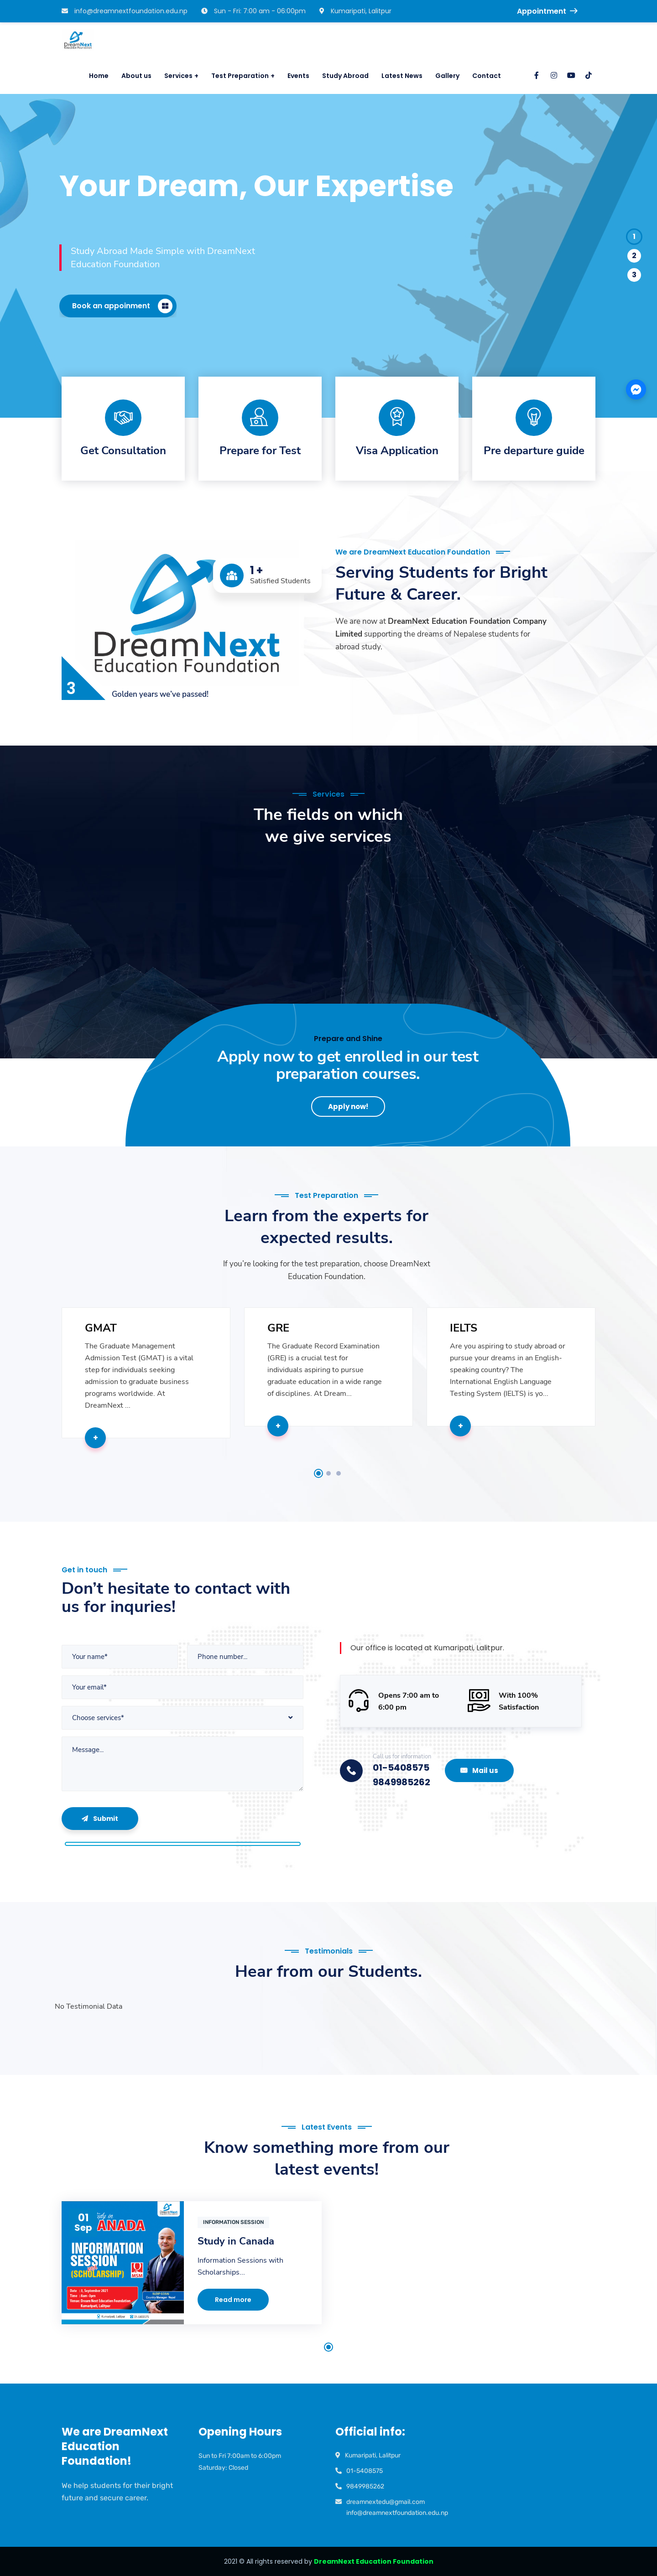 info@dreamnextfoundation.edu.np
Sun - Fri: 7:00 am - 06:00pm
Kumaripati, Lalitpur
Appointment
DreamNext
Home
About us
Services +
Test Preparation +
Events
Study Abroad
Latest News
Gallery
Contact
Your Dream, Our Expertise
Study Abroad Made Simple with DreamNext
Education Foundation
Book an appoinment
1
2
3
Get Consultation
Prepare for Test
Visa Application
Pre departure guide
1 +
Satisfied Students
DreamNext
Education Foundation
3
Golden years we've passed!
We are DreamNext Education Foundation
Serving Students for Bright
Future & Career.
We are now at DreamNext Education Foundation Company
Limited supporting the dreams of Nepalese students for
abroad study.
Services
The fields on which
we give services
Prepare and Shine
Apply now to get enrolled in our test
preparation courses.
Apply now!
Test Preparation
Learn from the experts for
expected results.
If you're looking for the test preparation, choose DreamNext
Education Foundation.
GMAT
The Graduate Management
Admission Test (GMAT) is a vital
step for individuals seeking
admission to graduate business
programs worldwide. At
DreamNext ...
+
GRE
The Graduate Record Examination
(GRE) is a crucial test for
individuals aspiring to pursue
graduate education in a wide range
of disciplines. At Dream...
+
IELTS
Are you aspiring to study abroad or
pursue your dreams in an English-
speaking country? The
International English Language
Testing System (IELTS) is yo...
+
Get in touch
Don't hesitate to contact with
us for inquries!
Your name*
Phone number...
Your email*
Choose services*
Message...
Submit
Our office is located at Kumaripati, Lalitpur.
Opens 7:00 am to
6:00 pm
With 100%
Satisfaction
Call us for information
01-5408575
9849985262
Mail us
Testimonials
Hear from our Students.
No Testimonial Data
Latest Events
Know something more from our
latest events!
01
Sep
Study in
ANADA
INFORMATION
SESSION
(SCHOLARSHIP)
INFORMATION SESSION
Study in Canada
Information Sessions with
Scholarships...
Read more
We are DreamNext
Education
Foundation!
We help students for their bright
future and secure career.
Opening Hours
Sun to Fri 7:00am to 6:00pm
Saturday: Closed
Official info:
Kumaripati, Lalitpur
01-5408575
9849985262
dreamnextedu@gmail.com
info@dreamnextfoundation.edu.np
2021 © All rights reserved by DreamNext Education Foundation